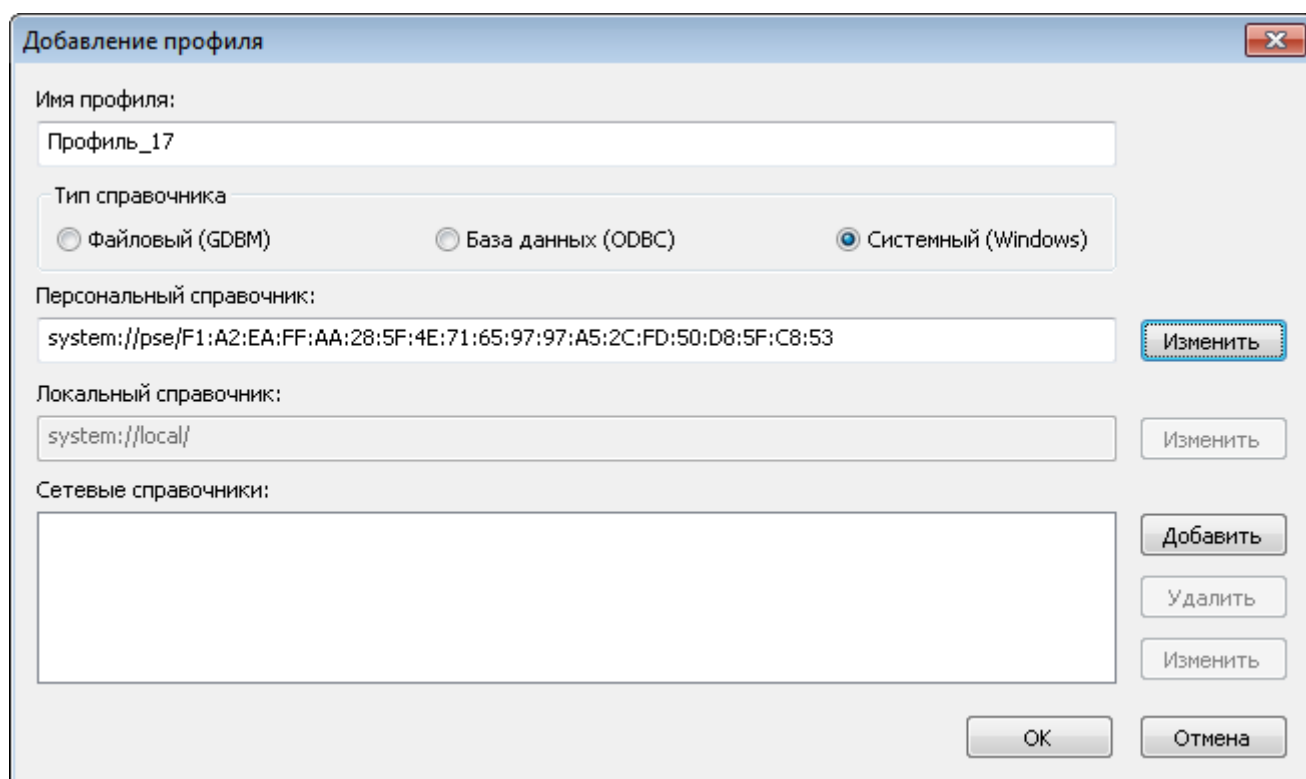 Добавление профиля
Имя профиля:
Профиль_17
Тип справочника
Файловый (GDBM) База данных (ODBC) Системный (Windows)
Персональный справочник:
system://pse/F1:A2:EA:FF:AA:28:5F:4E:71:65:97:97:A5:2C:FD:50:D8:5F:C8:53 Изменить
Локальный справочник:
system://local/ Изменить
Сетевые справочники:
Добавить
Удалить
Изменить
OK Отмена